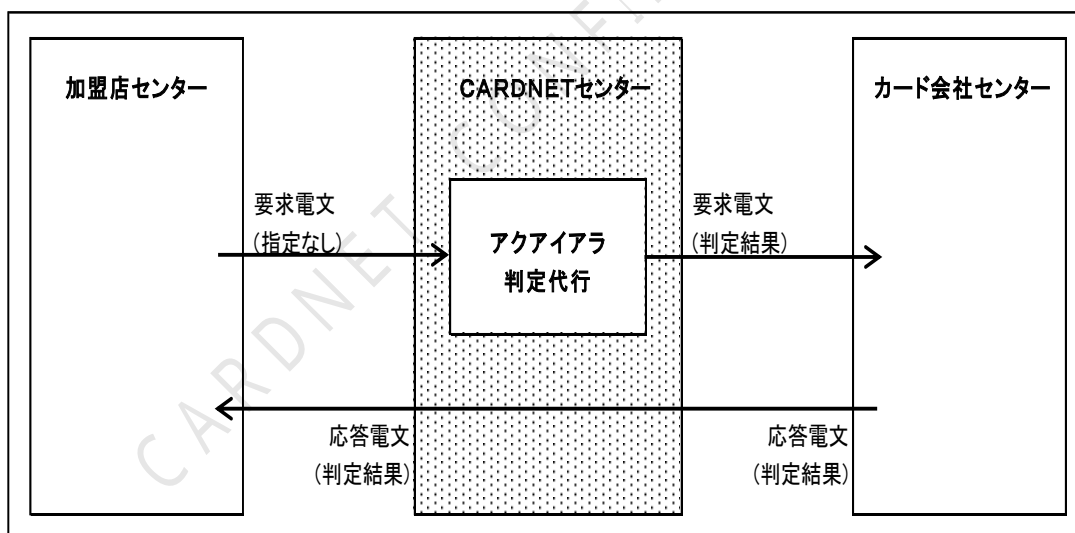 加盟店センター
CARDNETセンター
カード会社センター
要求電文
(指定なし)
アクアイアラ
判定代行
要求電文
(判定結果)
応答電文
(判定結果)
応答電文
(判定結果)
CARDNET CONF